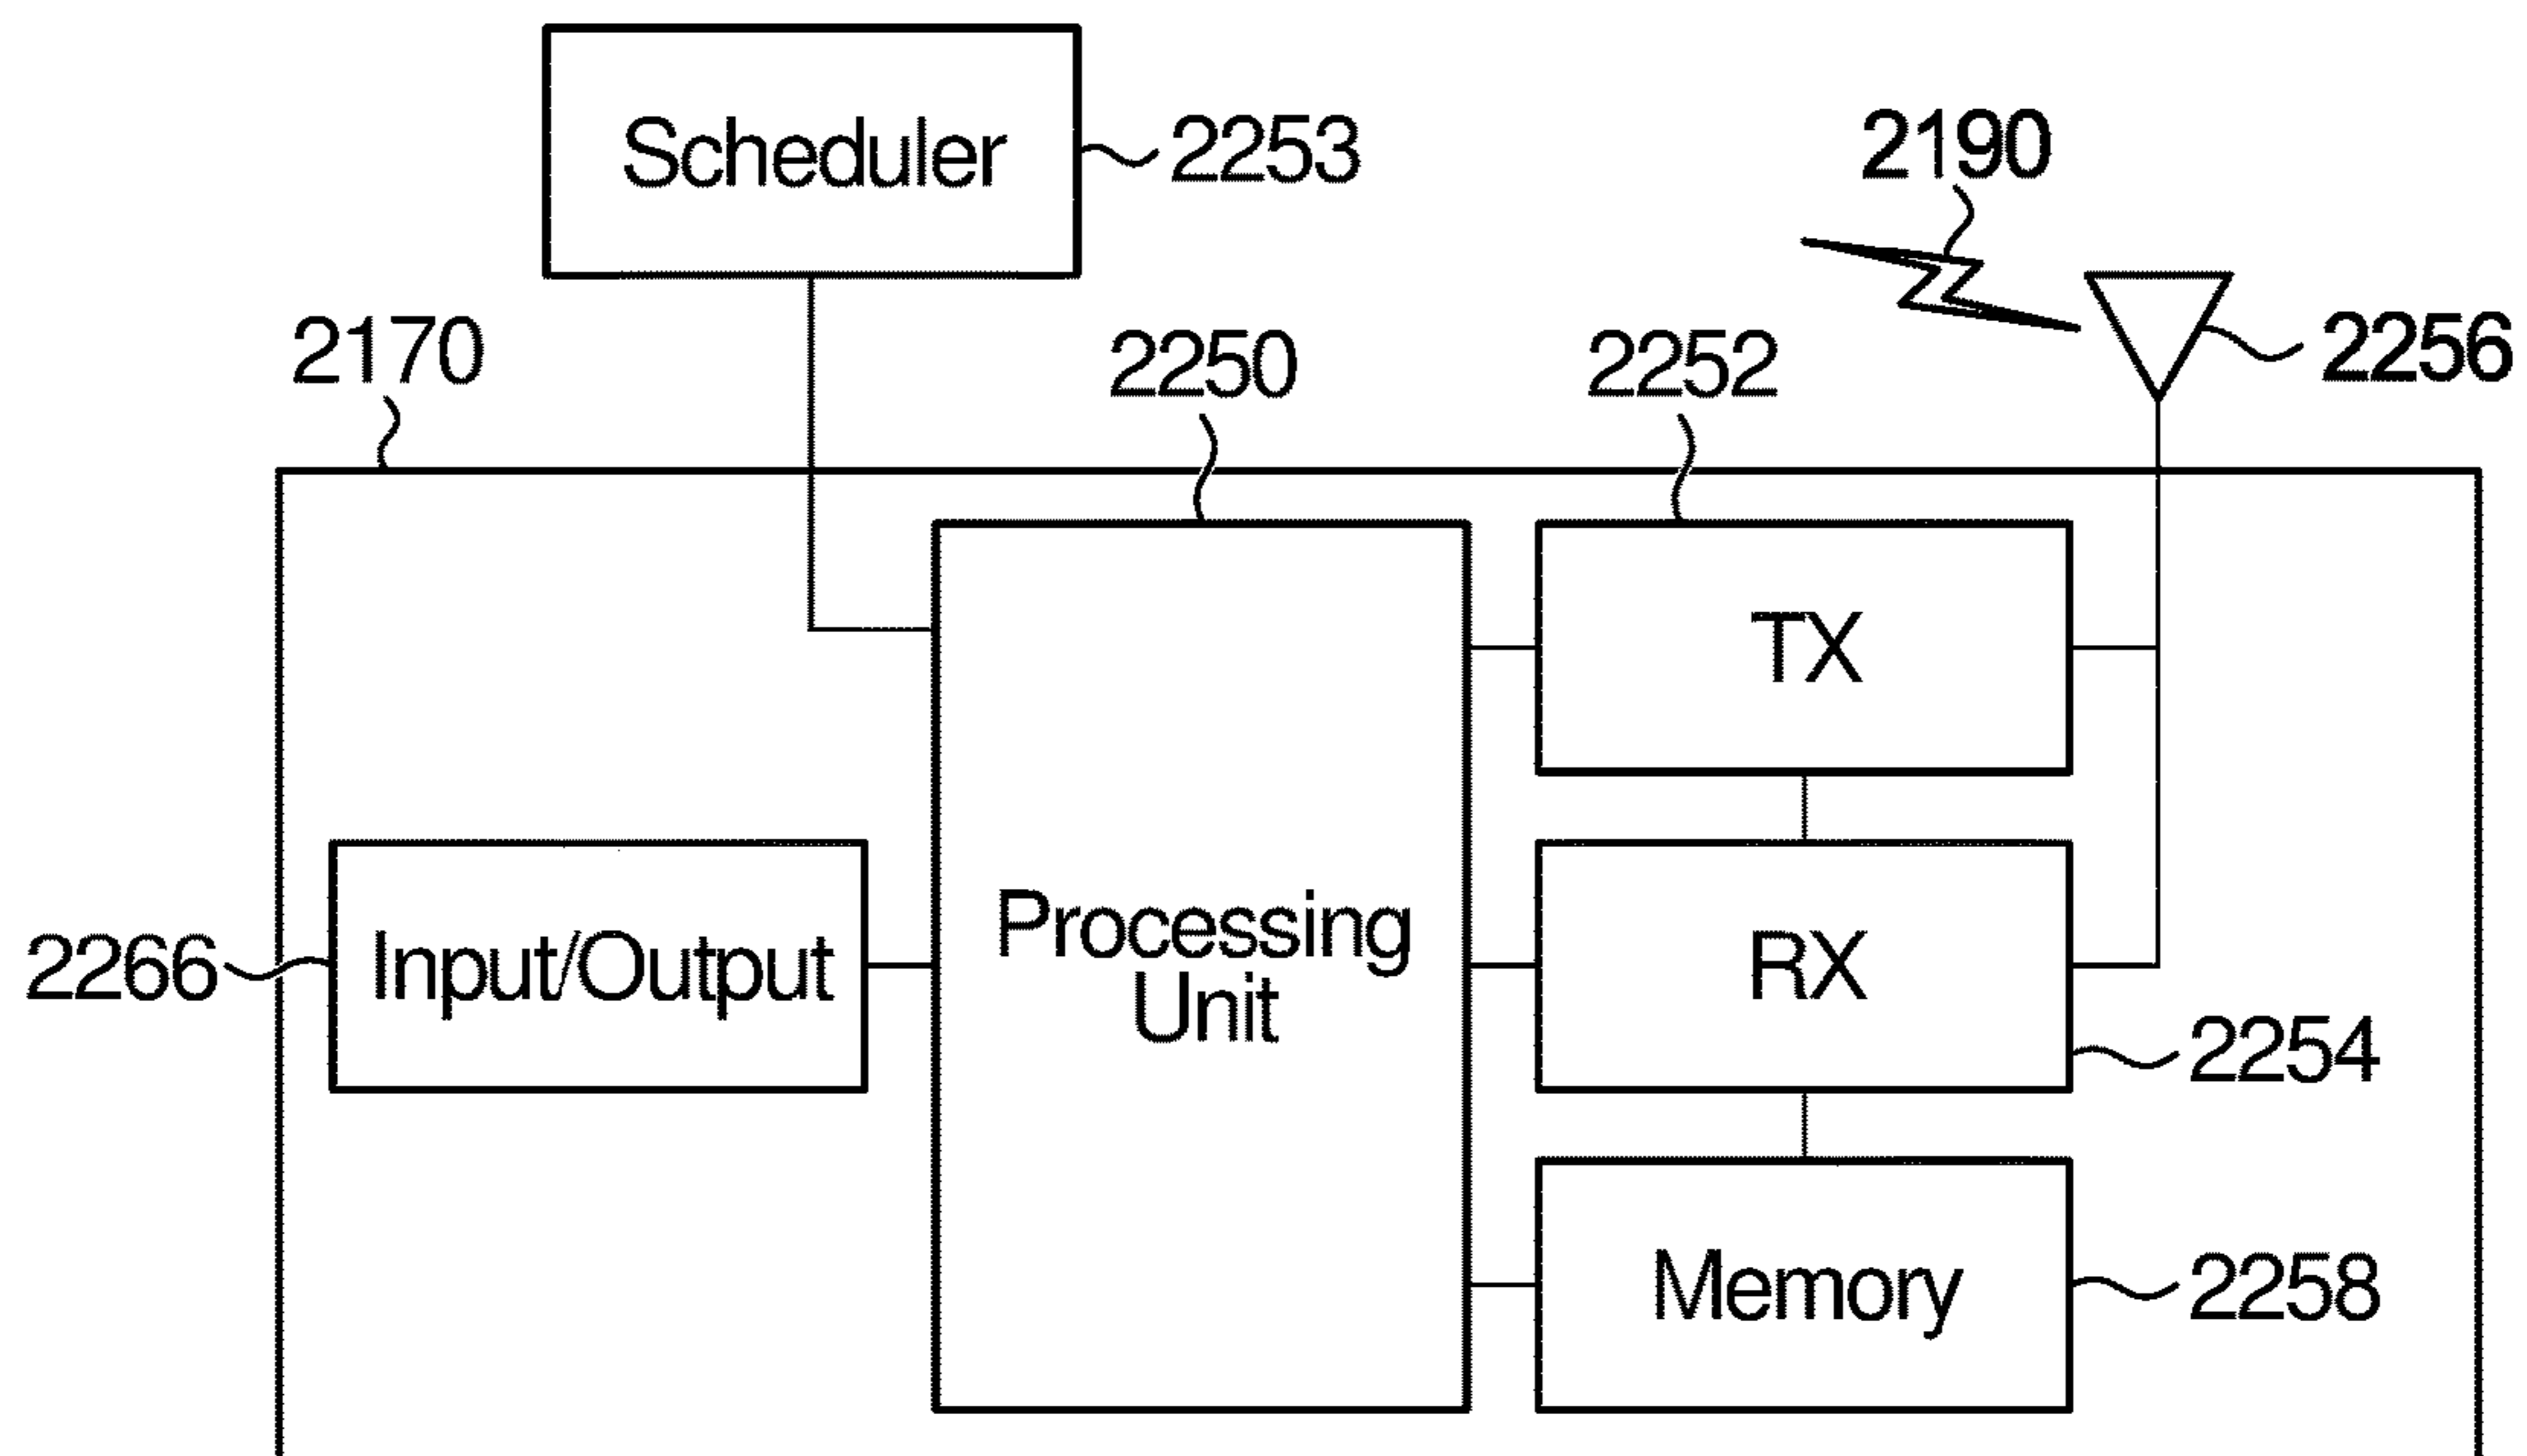 Scheduler
2253
2190
2170
2250
2252
2256
TX
Input/Output
2266
Processing
Unit
RX
2254
Memory
2258